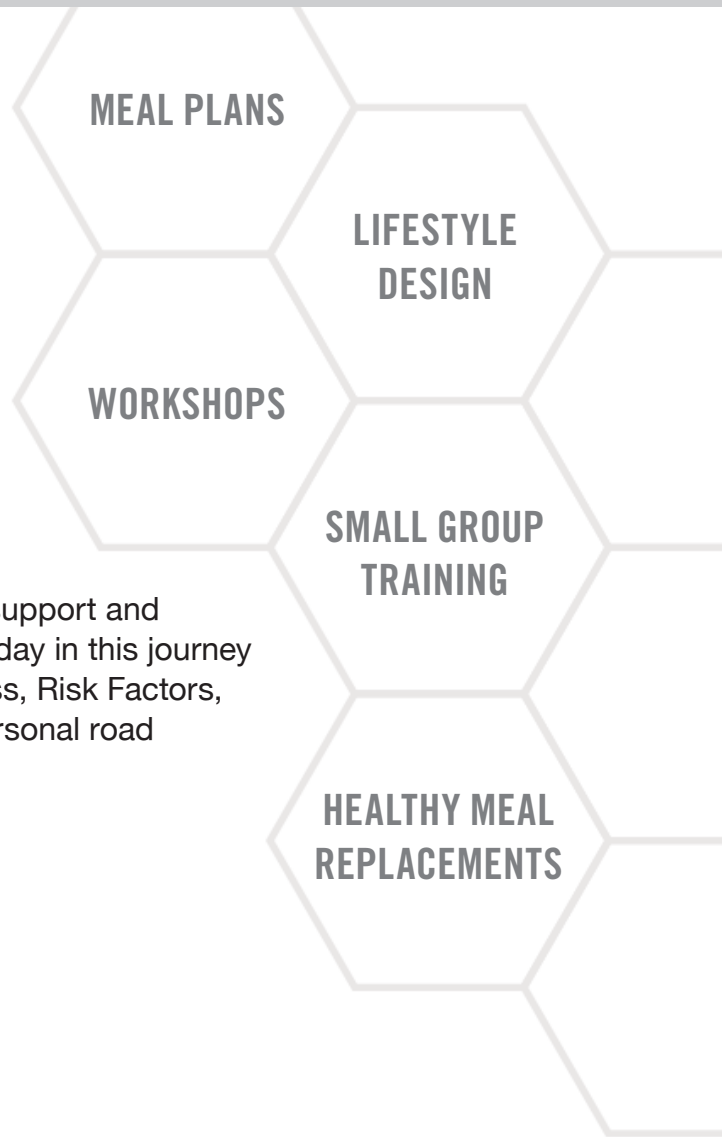 MEAL PLANS
LIFESTYLE
DESIGN
WORKSHOPS
SMALL GROUP
TRAINING
upport and
day in this journey
ss, Risk Factors,
rsonal road
HEALTHY MEAL
REPLACEMENTS